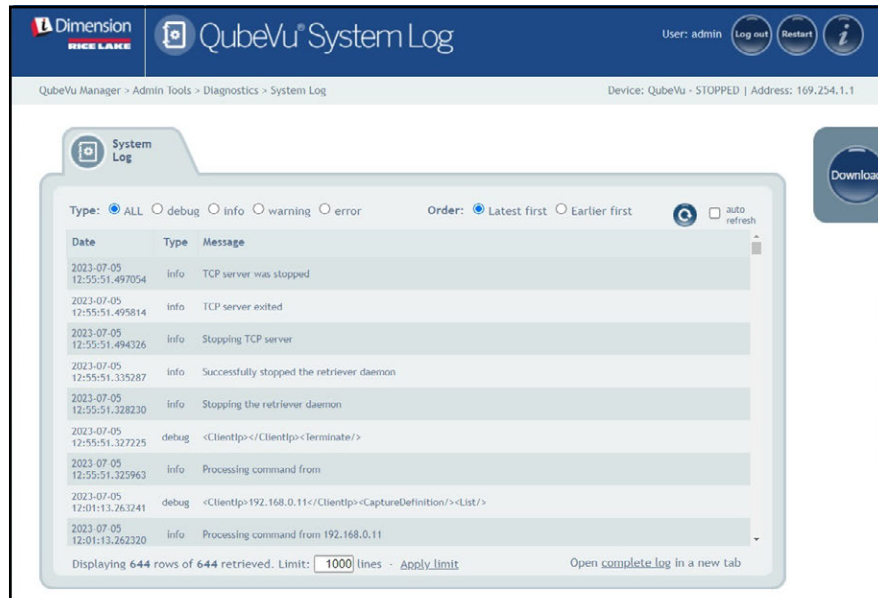 Dimension
RICE LAKE
QubeVu® System Log
User: admin
Log out
Restart
i
QubeVu Manager > Admin Tools > Diagnostics > System Log
Device: QubeVu - STOPPED | Address: 169.254.1.1
System
Log
Download
Type: ALL debug info warning error
Order: Latest first Earlier first
auto
refresh
Date Type Message
2023-07-05
12:55:51.497054 info TCP server was stopped
2023-07-05
12:55:51.495814 info TCP server exited
2023-07-05
12:55:51.494326 info Stopping TCP server
2023-07-05
12:55:51.335287 info Successfully stopped the retriever daemon
2023-07-05
12:55:51.328230 info Stopping the retriever daemon
2023-07-05
12:55:51.327225 debug <ClientIp></ClientIp><Terminate/>
2023-07-05
12:55:51.325963 info Processing command from
2023-07-05
12:01:13.263241 debug <ClientIp>192.168.0.11</ClientIp><CaptureDefinition/><List/>
2023-07-05
12:01:13.262320 info Processing command from 192.168.0.11
Displaying 644 rows of 644 retrieved. Limit: 1000 lines - Apply limit
Open complete log in a new tab